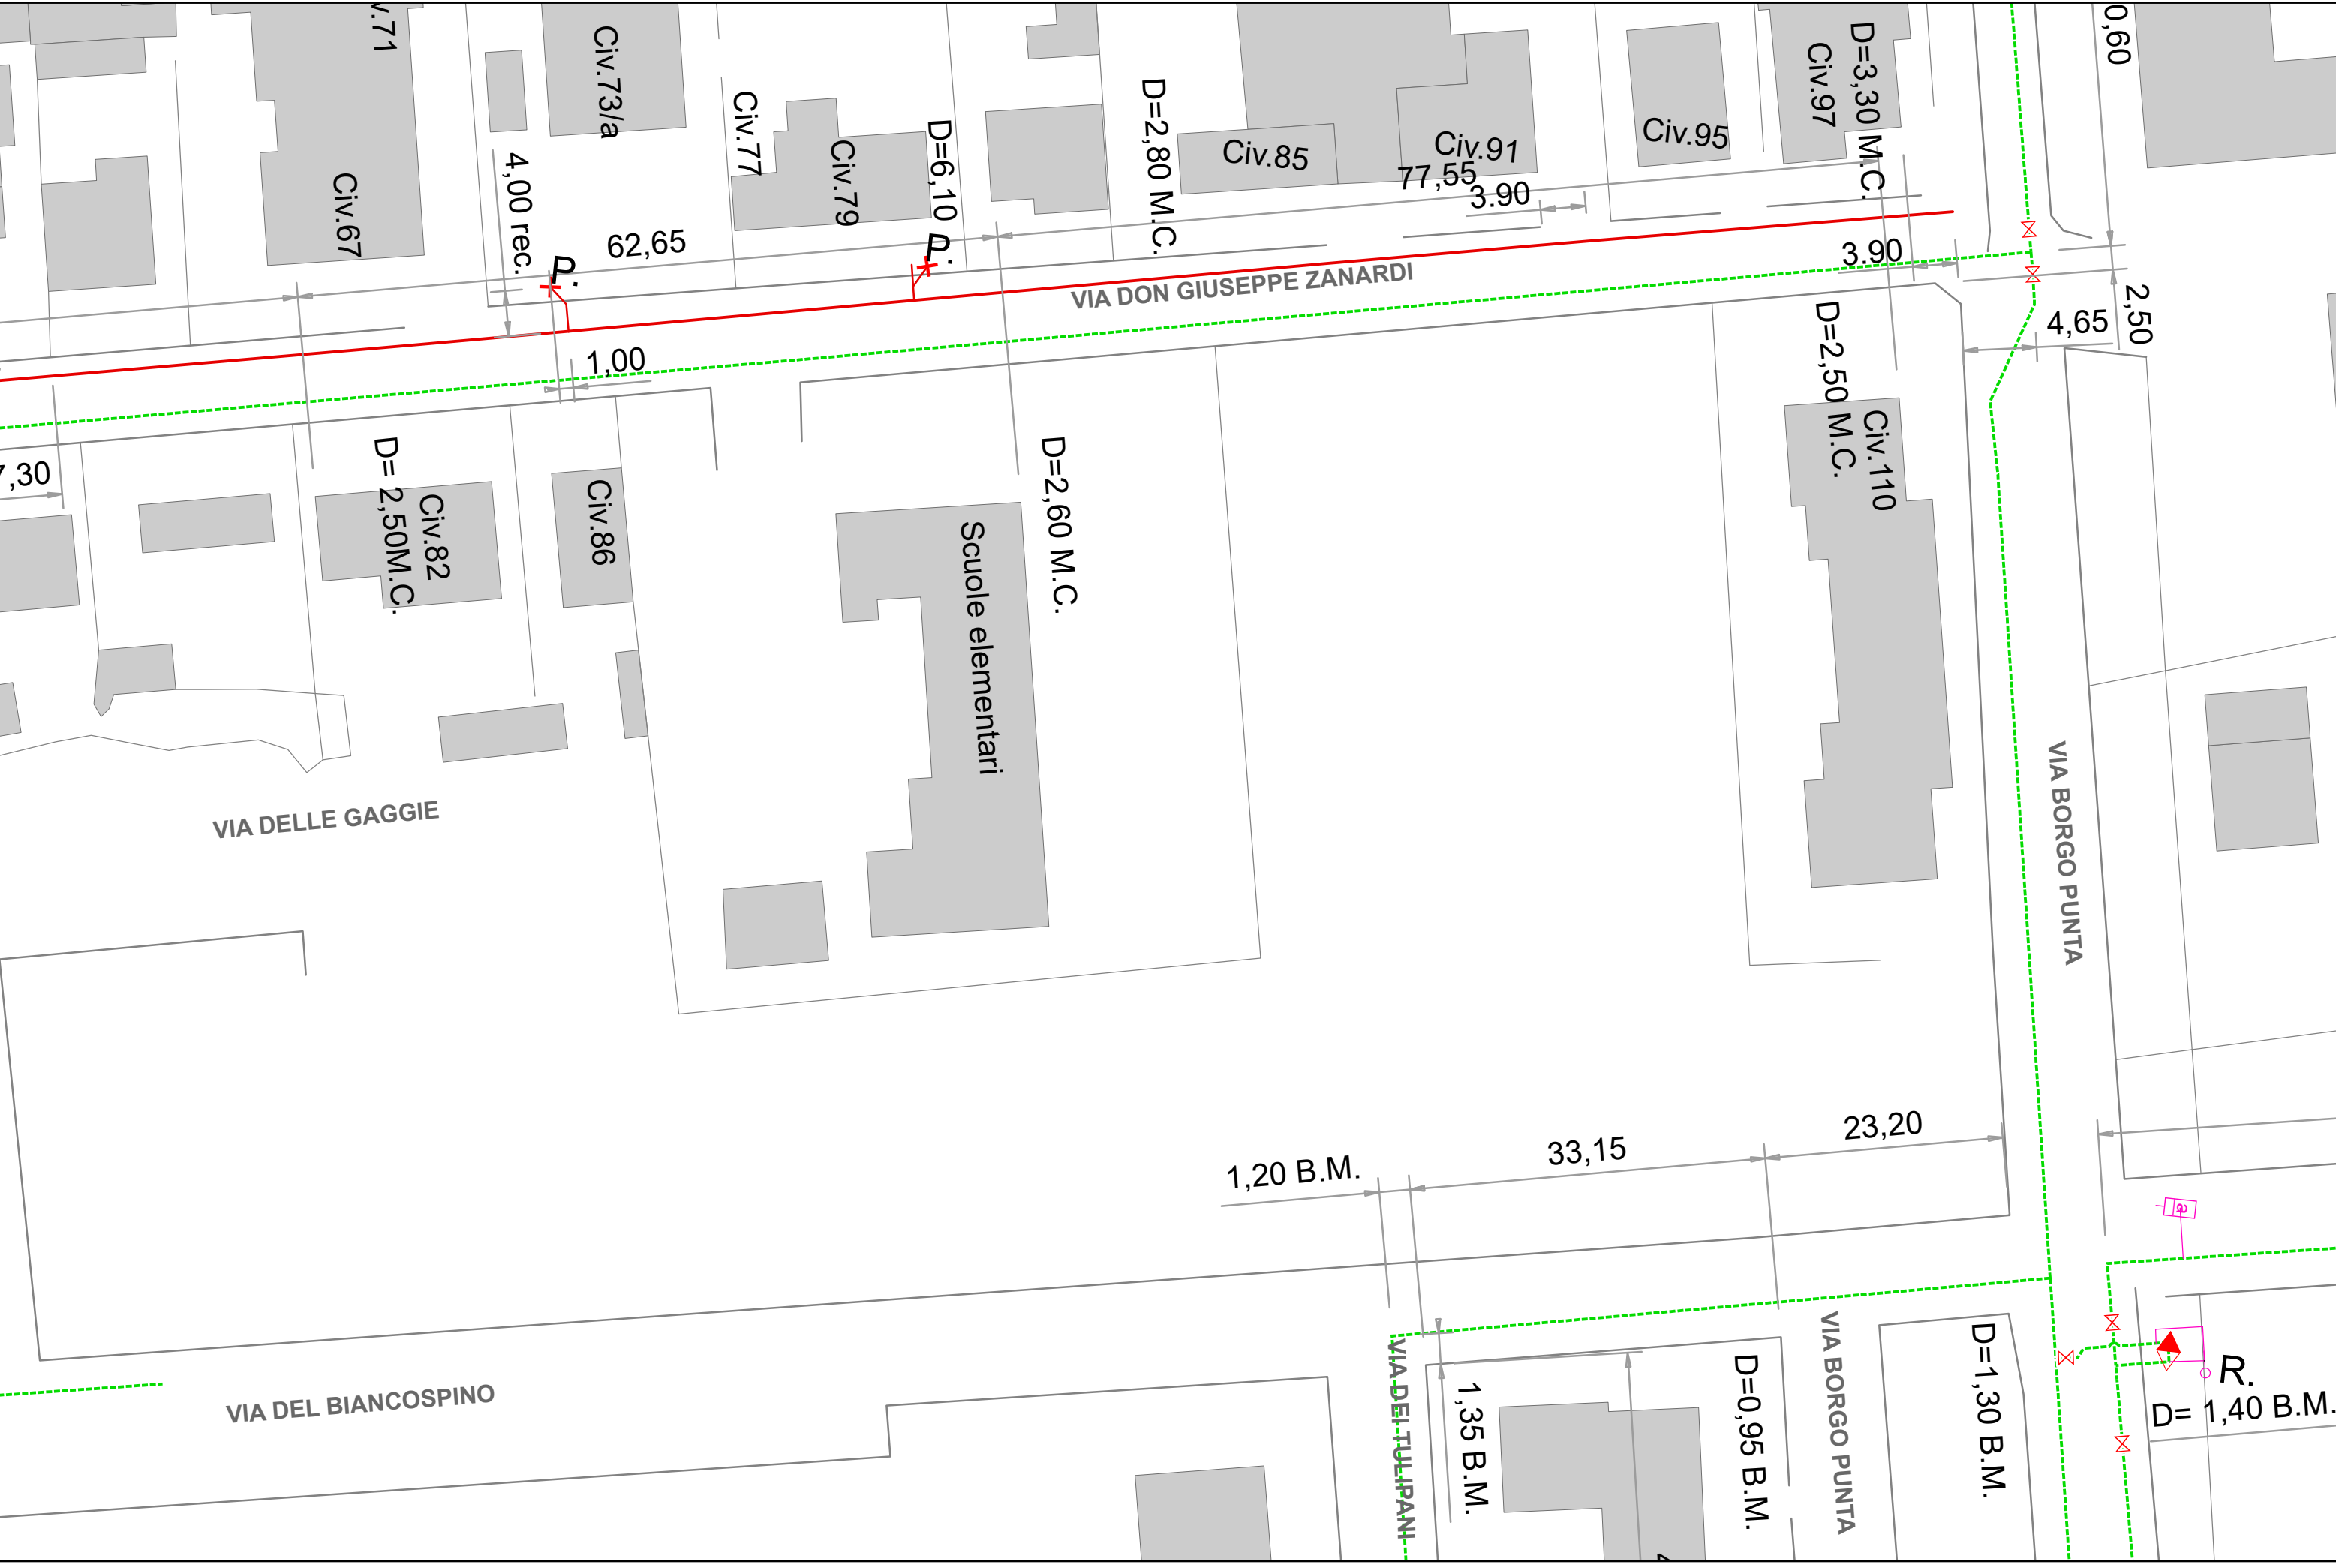 Civ.73/a
Civ.97
D=3,30 M.C.
0,60
Civ.77
Civ.79
D=6,10 M.C.
D=2,80 M.C.
Civ.85
Civ.91
Civ.95
77,55
3.90
Civ.67
4,00 rec.
62,65
P.
P.
VIA DON GIUSEPPE ZANARDI
3.90
2,50
4,65
1,00
D=2,50 M.C.
Civ.110
7,30
D= 2,50M.C.
Civ.82
Civ.86
Scuole elementari
D=2,60 M.C.
VIA DELLE GAGGIE
VIA BORGO PUNTA
1,20 B.M.
33,15
23,20
a
VIA DEL BIANCOSPINO
VIA DEI TULIPANI
1,35 B.M.
D=0,95 B.M.
VIA BORGO PUNTA
D=1,30 B.M.
R.
D= 1,40 B.M.